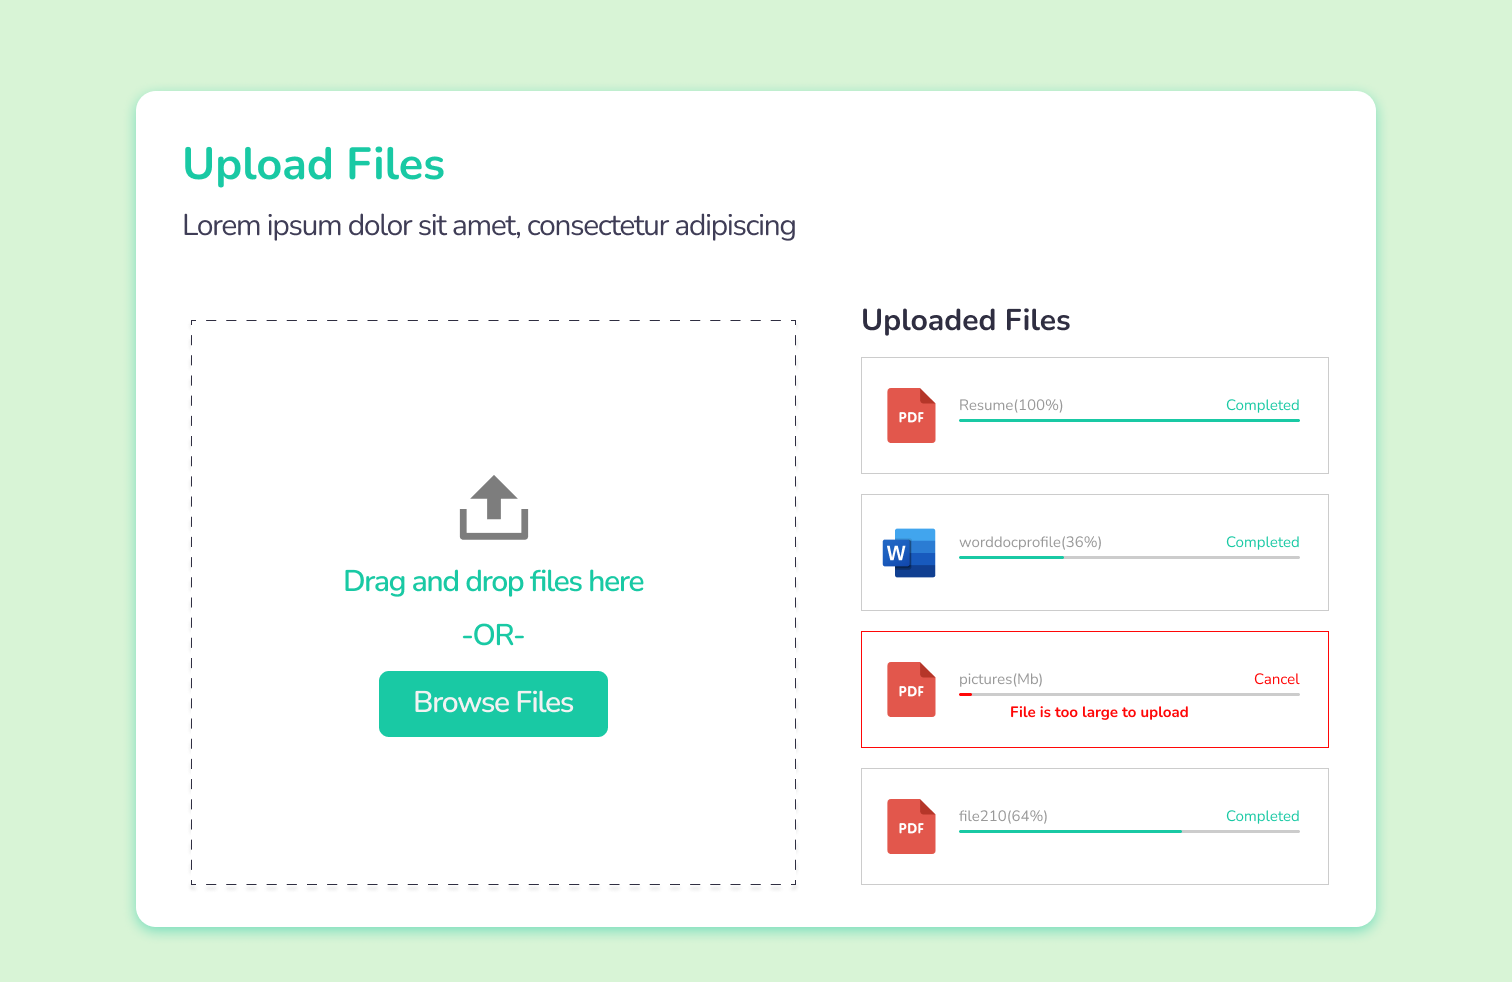 Upload Files
Lorem ipsum dolor sit amet, consectetur adipiscing
Drag and drop files here
-OR-
Browse Files
Uploaded Files
PDF
Resume(100%)
Completed
W
worddocprofile(36%)
Completed
PDF
pictures(Mb)
Cancel
File is too large to upload
PDF
file210(64%)
Completed